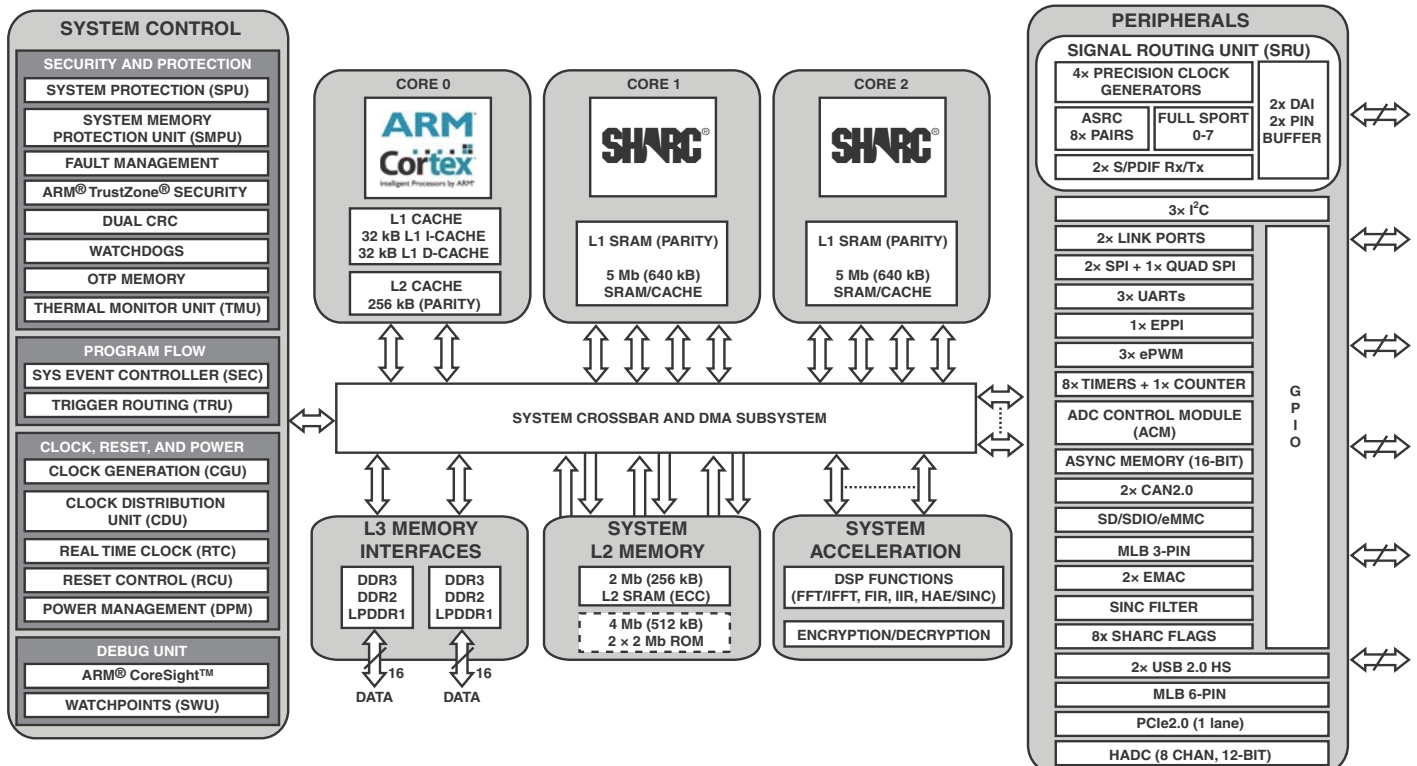 SYSTEM CONTROL
SECURITY AND PROTECTION
SYSTEM PROTECTION (SPU)
SYSTEM MEMORY
PROTECTION UNIT (SMPU)
FAULT MANAGEMENT
ARM® TrustZone® SECURITY
DUAL CRC
WATCHDOGS
OTP MEMORY
THERMAL MONITOR UNIT (TMU)
PROGRAM FLOW
SYS EVENT CONTROLLER (SEC)
TRIGGER ROUTING (TRU)
CLOCK, RESET, AND POWER
CLOCK GENERATION (CGU)
CLOCK DISTRIBUTION
UNIT (CDU)
REAL TIME CLOCK (RTC)
RESET CONTROL (RCU)
POWER MANAGEMENT (DPM)
DEBUG UNIT
ARM® CoreSight™
WATCHPOINTS (SWU)
CORE 0
ARM®
Cortex
Intelligent Processors by ARM®
L1 CACHE
32 kB L1 I-CACHE
32 kB L1 D-CACHE
L2 CACHE
256 kB (PARITY)
CORE 1
SHARC®
L1 SRAM (PARITY)
5 Mb (640 kB)
SRAM/CACHE
CORE 2
SHARC®
L1 SRAM (PARITY)
5 Mb (640 kB)
SRAM/CACHE
SYSTEM CROSSBAR AND DMA SUBSYSTEM
L3 MEMORY
INTERFACES
DDR3
DDR2
LPDDR1
16
DATA
DDR3
DDR2
LPDDR1
16
DATA
SYSTEM
L2 MEMORY
2 Mb (256 kB)
L2 SRAM (ECC)
4 Mb (512 kB)
2 × 2 Mb ROM
SYSTEM
ACCELERATION
DSP FUNCTIONS
(FFT/IFFT, FIR, IIR, HAE/SINC)
ENCRYPTION/DECRYPTION
PERIPHERALS
SIGNAL ROUTING UNIT (SRU)
4× PRECISION CLOCK
GENERATORS
ASRC
8× PAIRS
FULL SPORT
0-7
2× S/PDIF Rx/Tx
2x DAI
2x PIN
BUFFER
3× I²C
2× LINK PORTS
2× SPI + 1× QUAD SPI
3× UARTs
1× EPPI
3× ePWM
8× TIMERS + 1× COUNTER
ADC CONTROL MODULE
(ACM)
ASYNC MEMORY (16-BIT)
2× CAN2.0
SD/SDIO/eMMC
MLB 3-PIN
2× EMAC
SINC FILTER
8x SHARC FLAGS
G
P
I
O
2× USB 2.0 HS
MLB 6-PIN
PCIe2.0 (1 lane)
HADC (8 CHAN, 12-BIT)